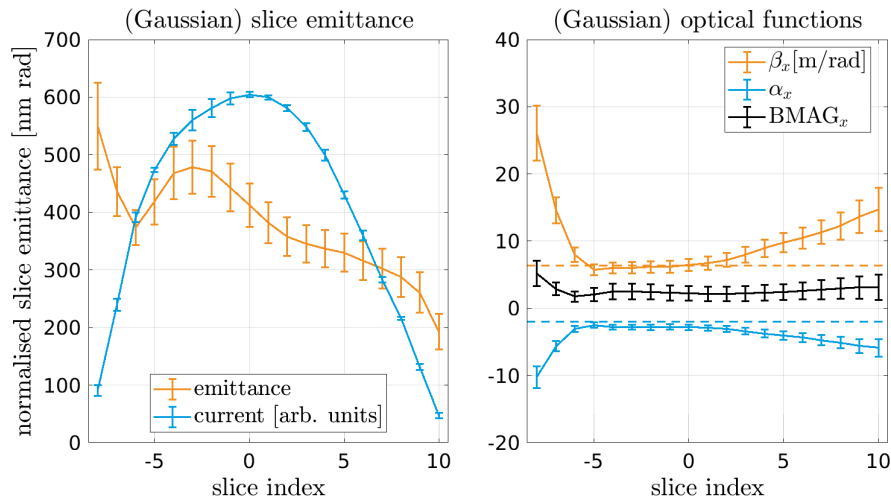 (Gaussian) slice emittance
normalised slice emittance [nm rad]
700
600
500
400
300
200
100
0
emittance
current [arb. units]
-5
0
5
10
slice index
(Gaussian) optical functions
40
30
20
10
0
-10
-20
βₓ[m/rad]
αₓ
BMAGₓ
-5
0
5
10
slice index